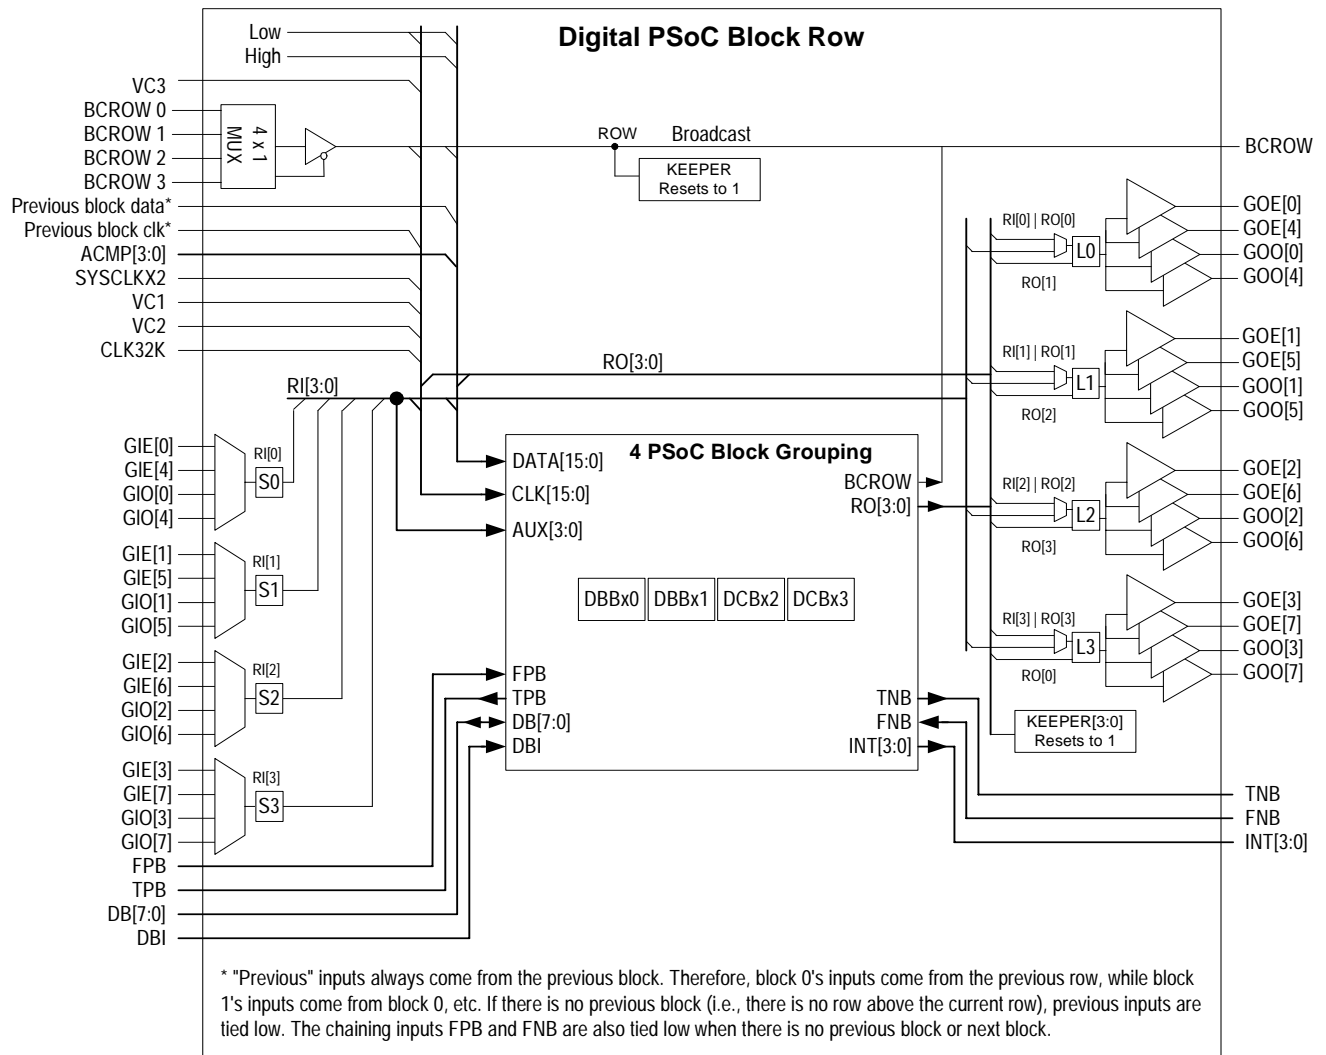 Digital PSoC Block Row
Low
High
VC3
BCROW 0
BCROW 1
BCROW 2
BCROW 3
4 x 1
MUX
Previous block data*
Previous block clk*
ACMP[3:0]
SYSCLKX2
VC1
VC2
CLK32K
ROW Broadcast
KEEPER
Resets to 1
BCROW
RI[0] | RO[0]
L0
RO[1]
GOE[0]
GOE[4]
GOO[0]
GOO[4]
RI[1] | RO[1]
L1
RO[2]
GOE[1]
GOE[5]
GOO[1]
GOO[5]
RI[2] | RO[2]
L2
RO[3]
GOE[2]
GOE[6]
GOO[2]
GOO[6]
RI[3] | RO[3]
L3
RO[0]
GOE[3]
GOE[7]
GOO[3]
GOO[7]
RO[3:0]
RI[3:0]
GIE[0]
GIE[4]
GIO[0]
GIO[4]
RI[0]
S0
GIE[1]
GIE[5]
GIO[1]
GIO[5]
RI[1]
S1
GIE[2]
GIE[6]
GIO[2]
GIO[6]
RI[2]
S2
GIE[3]
GIE[7]
GIO[3]
GIO[7]
RI[3]
S3
FPB
TPB
DB[7:0]
DBI
4 PSoC Block Grouping
DATA[15:0]
CLK[15:0]
AUX[3:0]
BCROW
RO[3:0]
DBBx0 DBBx1 DCBx2 DCBx3
FPB
TPB
DB[7:0]
DBI
TNB
FNB
INT[3:0]
KEEPER[3:0]
Resets to 1
TNB
FNB
INT[3:0]
* "Previous" inputs always come from the previous block. Therefore, block 0's inputs come from the previous row, while block
1's inputs come from block 0, etc. If there is no previous block (i.e., there is no row above the current row), previous inputs are
tied low. The chaining inputs FPB and FNB are also tied low when there is no previous block or next block.